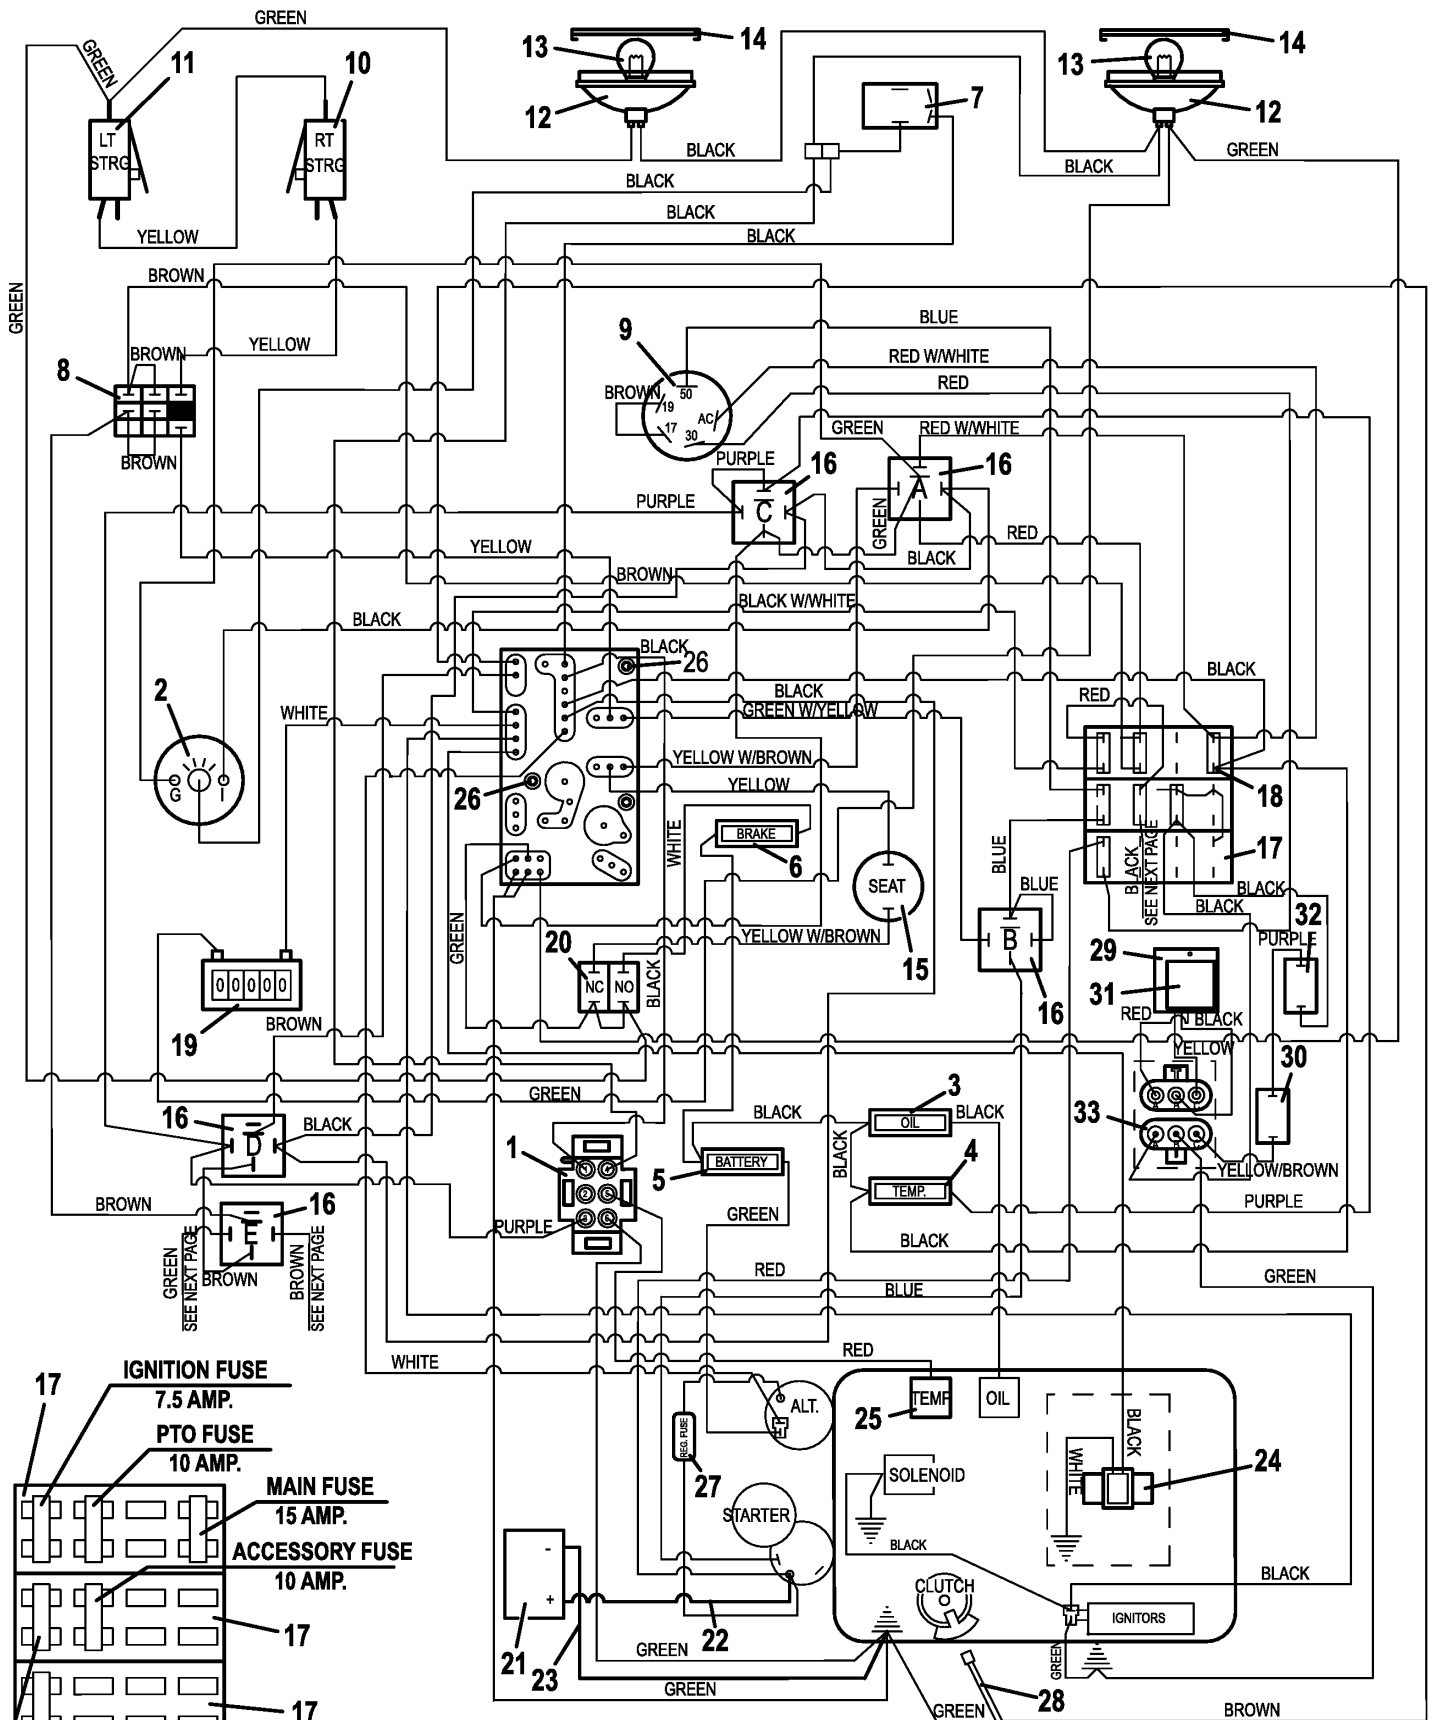 GREEN
GREEN
11
10
13
14
12
7
13
14
12
LT
STRG
RT
STRG
BLACK
BLACK
GREEN
BLACK
BLACK
BLACK
YELLOW
BROWN
GREEN
YELLOW
BROWN
8
BROWN
9
BLUE
RED W/WHITE
RED
BROWN
50
19
17
30
AC
GREEN
RED W/WHITE
PURPLE
16
16
C
A
PURPLE
GREEN
RED
BLACK
YELLOW
BROWN
BLACK W/WHITE
BLACK
BLACK
26
BLACK
2
WHITE
BLACK
GREEN W/YELLOW
RED
G
I
YELLOW W/BROWN
YELLOW
26
18
BRAKE
6
WHITE
BLUE
BLACK
SEE NEXT PAGE
17
SEAT
15
BLUE
B
16
BLACK
BLACK
32
GREEN
20
YELLOW W/BROWN
NC
NO
BLACK
00000
19
BROWN
29
31
PURPLE
RED
BLACK
YELLOW
30
GREEN
16
D
BLACK
3
BLACK
OIL
BLACK
33
1
5
BATTERY
BLACK
4
TEMP.
YELLOW/BROWN
BROWN
16
E
PURPLE
GREEN
PURPLE
BLACK
GREEN
SEE NEXT PAGE
BROWN
BROWN
SEE NEXT PAGE
RED
BLUE
GREEN
RED
WHITE
17
IGNITION FUSE
7.5 AMP.
PTO FUSE
10 AMP.
MAIN FUSE
15 AMP.
ACCESSORY FUSE
10 AMP.
17
17
ALT.
REG. FUSE
27
25
TEMP
OIL
BLACK
WHITE
24
SOLENOID
STARTER
BLACK
-
+
21
23
22
CLUTCH
BLACK
IGNITORS
GREEN
GREEN
GREEN
28
GREEN
BROWN